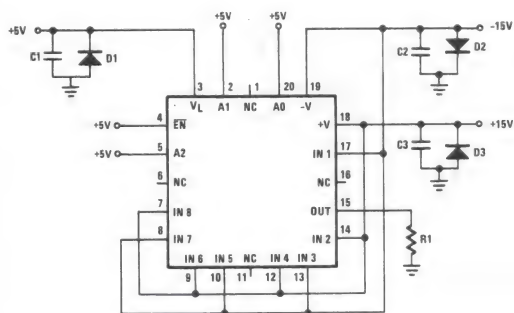 +5V
C1
D1
+5V
+5V
-15V
C2
D2
3
2
1
20
19
VL
A1
NC
A0
-V
+5V
4
EN
+5V
5
A2
6
NC
7
IN 8
8
IN 7
+V
18
+15V
C3
D3
IN 1
17
NC
16
OUT
15
R1
IN 2
14
IN 6
IN 5
NC
IN 4
IN 3
9
10
11
12
13